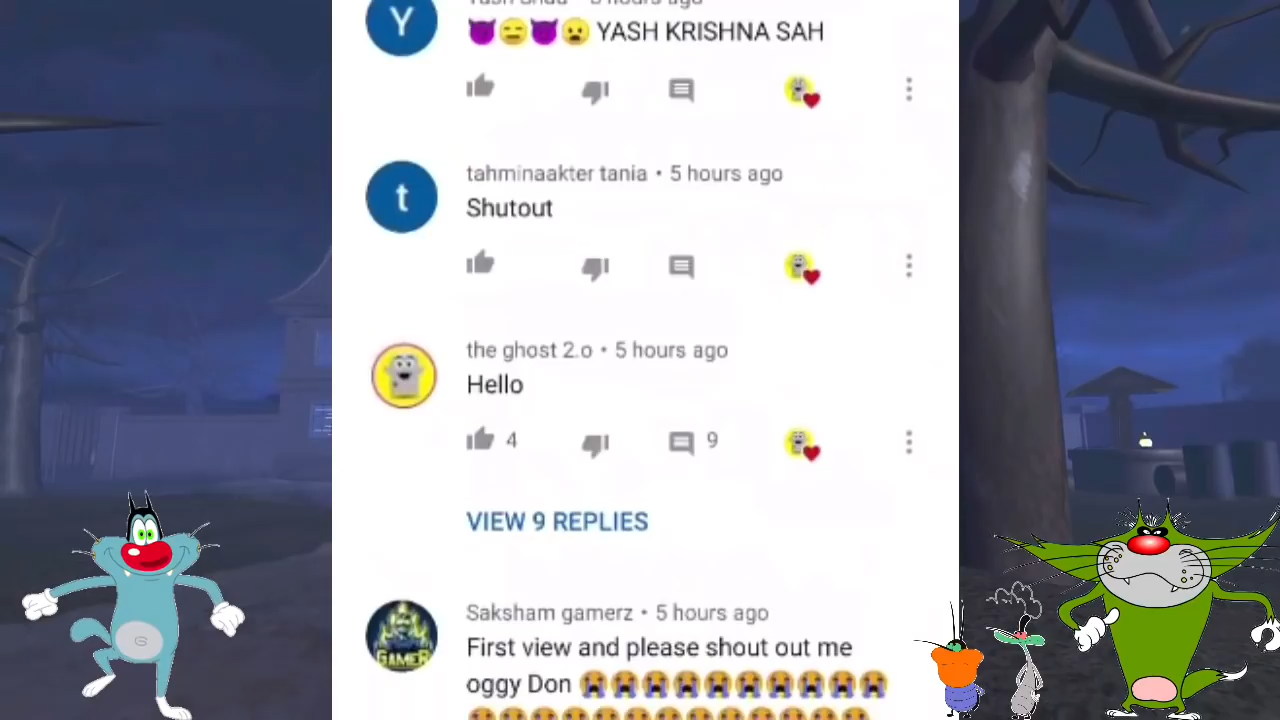 Y
😈😑😈😦 YASH KRISHNA SAH
t
tahminaakter tania • 5 hours ago
Shutout
the ghost 2.o • 5 hours ago
Hello
4
9
VIEW 9 REPLIES
GAMER
Saksham gamerz • 5 hours ago
First view and please shout out me
oggy Don 😭😭😭😭😭😭😭😭😭😭